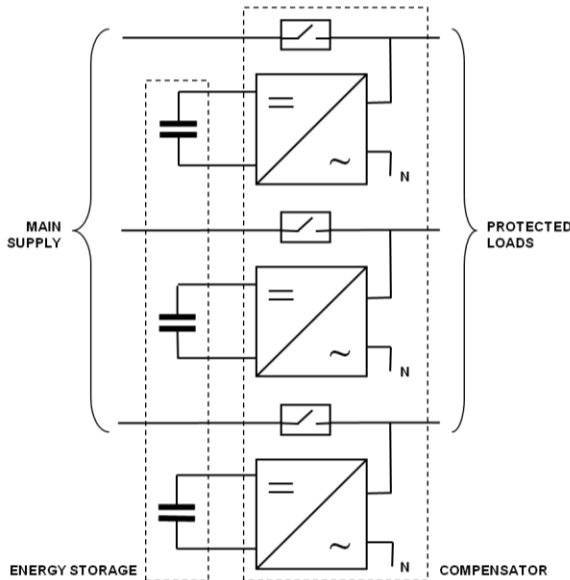 N
MAIN
SUPPLY
PROTECTED
LOADS
N
ENERGY STORAGE
N
COMPENSATOR